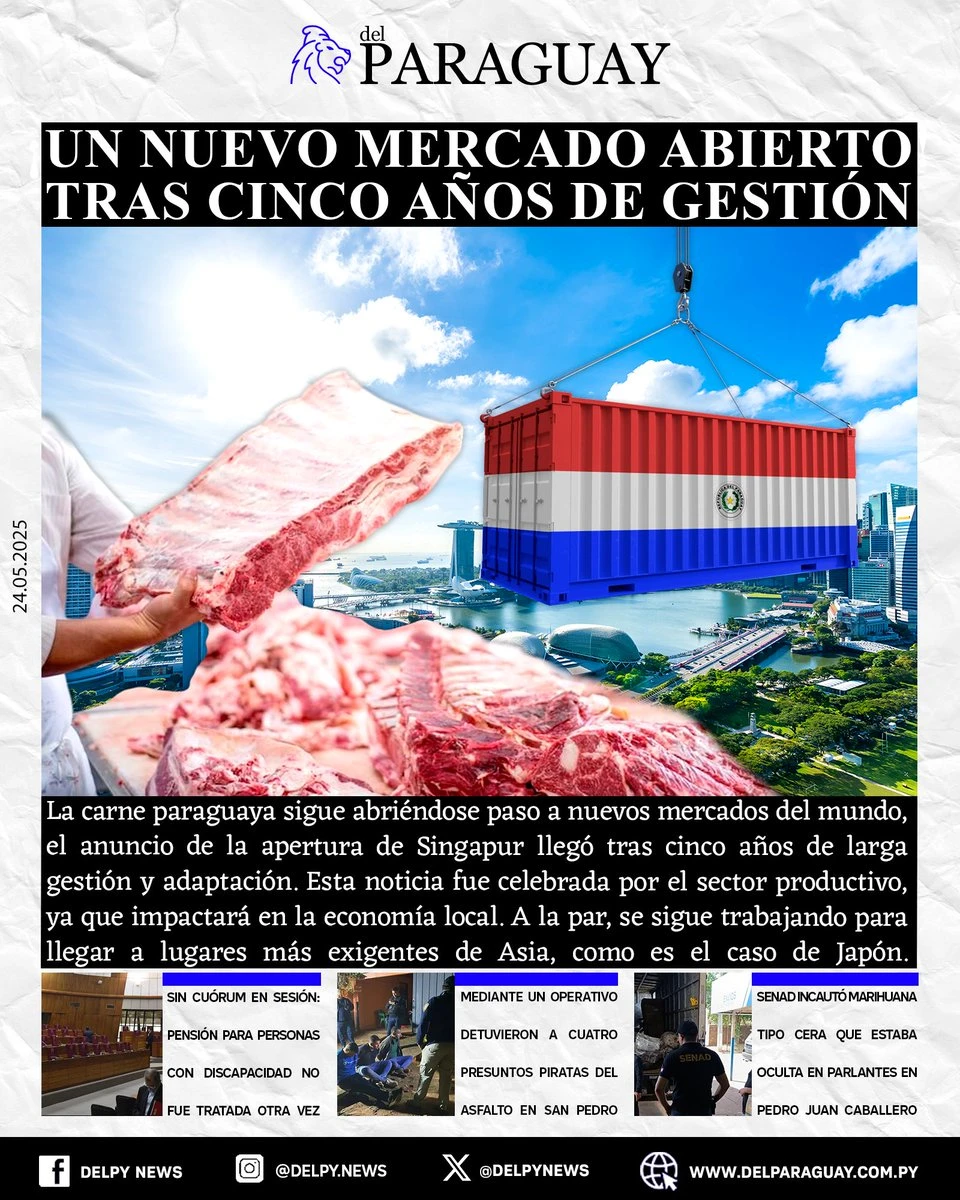 del
PARAGUAY
UN NUEVO MERCADO ABIERTO
TRAS CINCO AÑOS DE GESTIÓN
24.05.2025
La carne paraguaya sigue abriéndose paso a nuevos mercados del mundo,
el anuncio de la apertura de Singapur llegó tras cinco años de larga
gestión y adaptación. Esta noticia fue celebrada por el sector productivo,
ya que impactará en la economía local. A la par, se sigue trabajando para
llegar a lugares más exigentes de Asia, como es el caso de Japón.
SIN CUÓRUM EN SESIÓN:
PENSIÓN PARA PERSONAS
CON DISCAPACIDAD NO
FUE TRATADA OTRA VEZ
MEDIANTE UN OPERATIVO
DETUVIERON A CUATRO
PRESUNTOS PIRATAS DEL
ASFALTO EN SAN PEDRO
SENAD
SENAD INCAUTÓ MARIHUANA
TIPO CERA QUE ESTABA
OCULTA EN PARLANTES EN
PEDRO JUAN CABALLERO
DELPY NEWS
@DELPY.NEWS
@DELPYNEWS
WWW.DELPARAGUAY.COM.PY